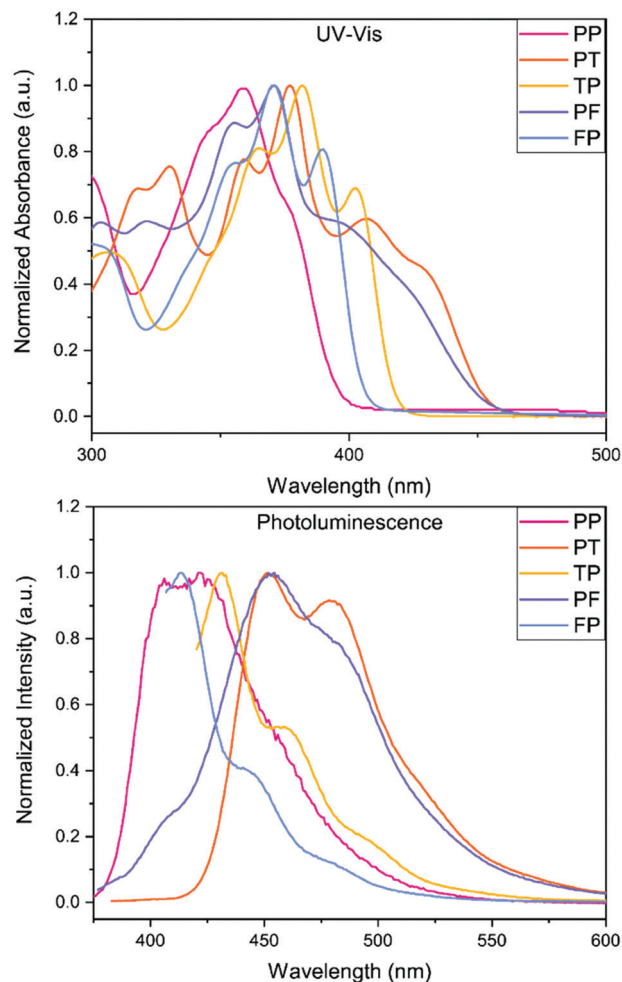 UV-Vis
PP
PT
TP
PF
FP
Normalized Absorbance (a.u.)
1.2
1.0
0.8
0.6
0.4
0.2
0.0
300
400
500
Wavelength (nm)
Photoluminescence
PP
PT
TP
PF
FP
Normalized Intensity (a.u.)
1.2
1.0
0.8
0.6
0.4
0.2
0.0
400
450
500
550
600
Wavelength (nm)